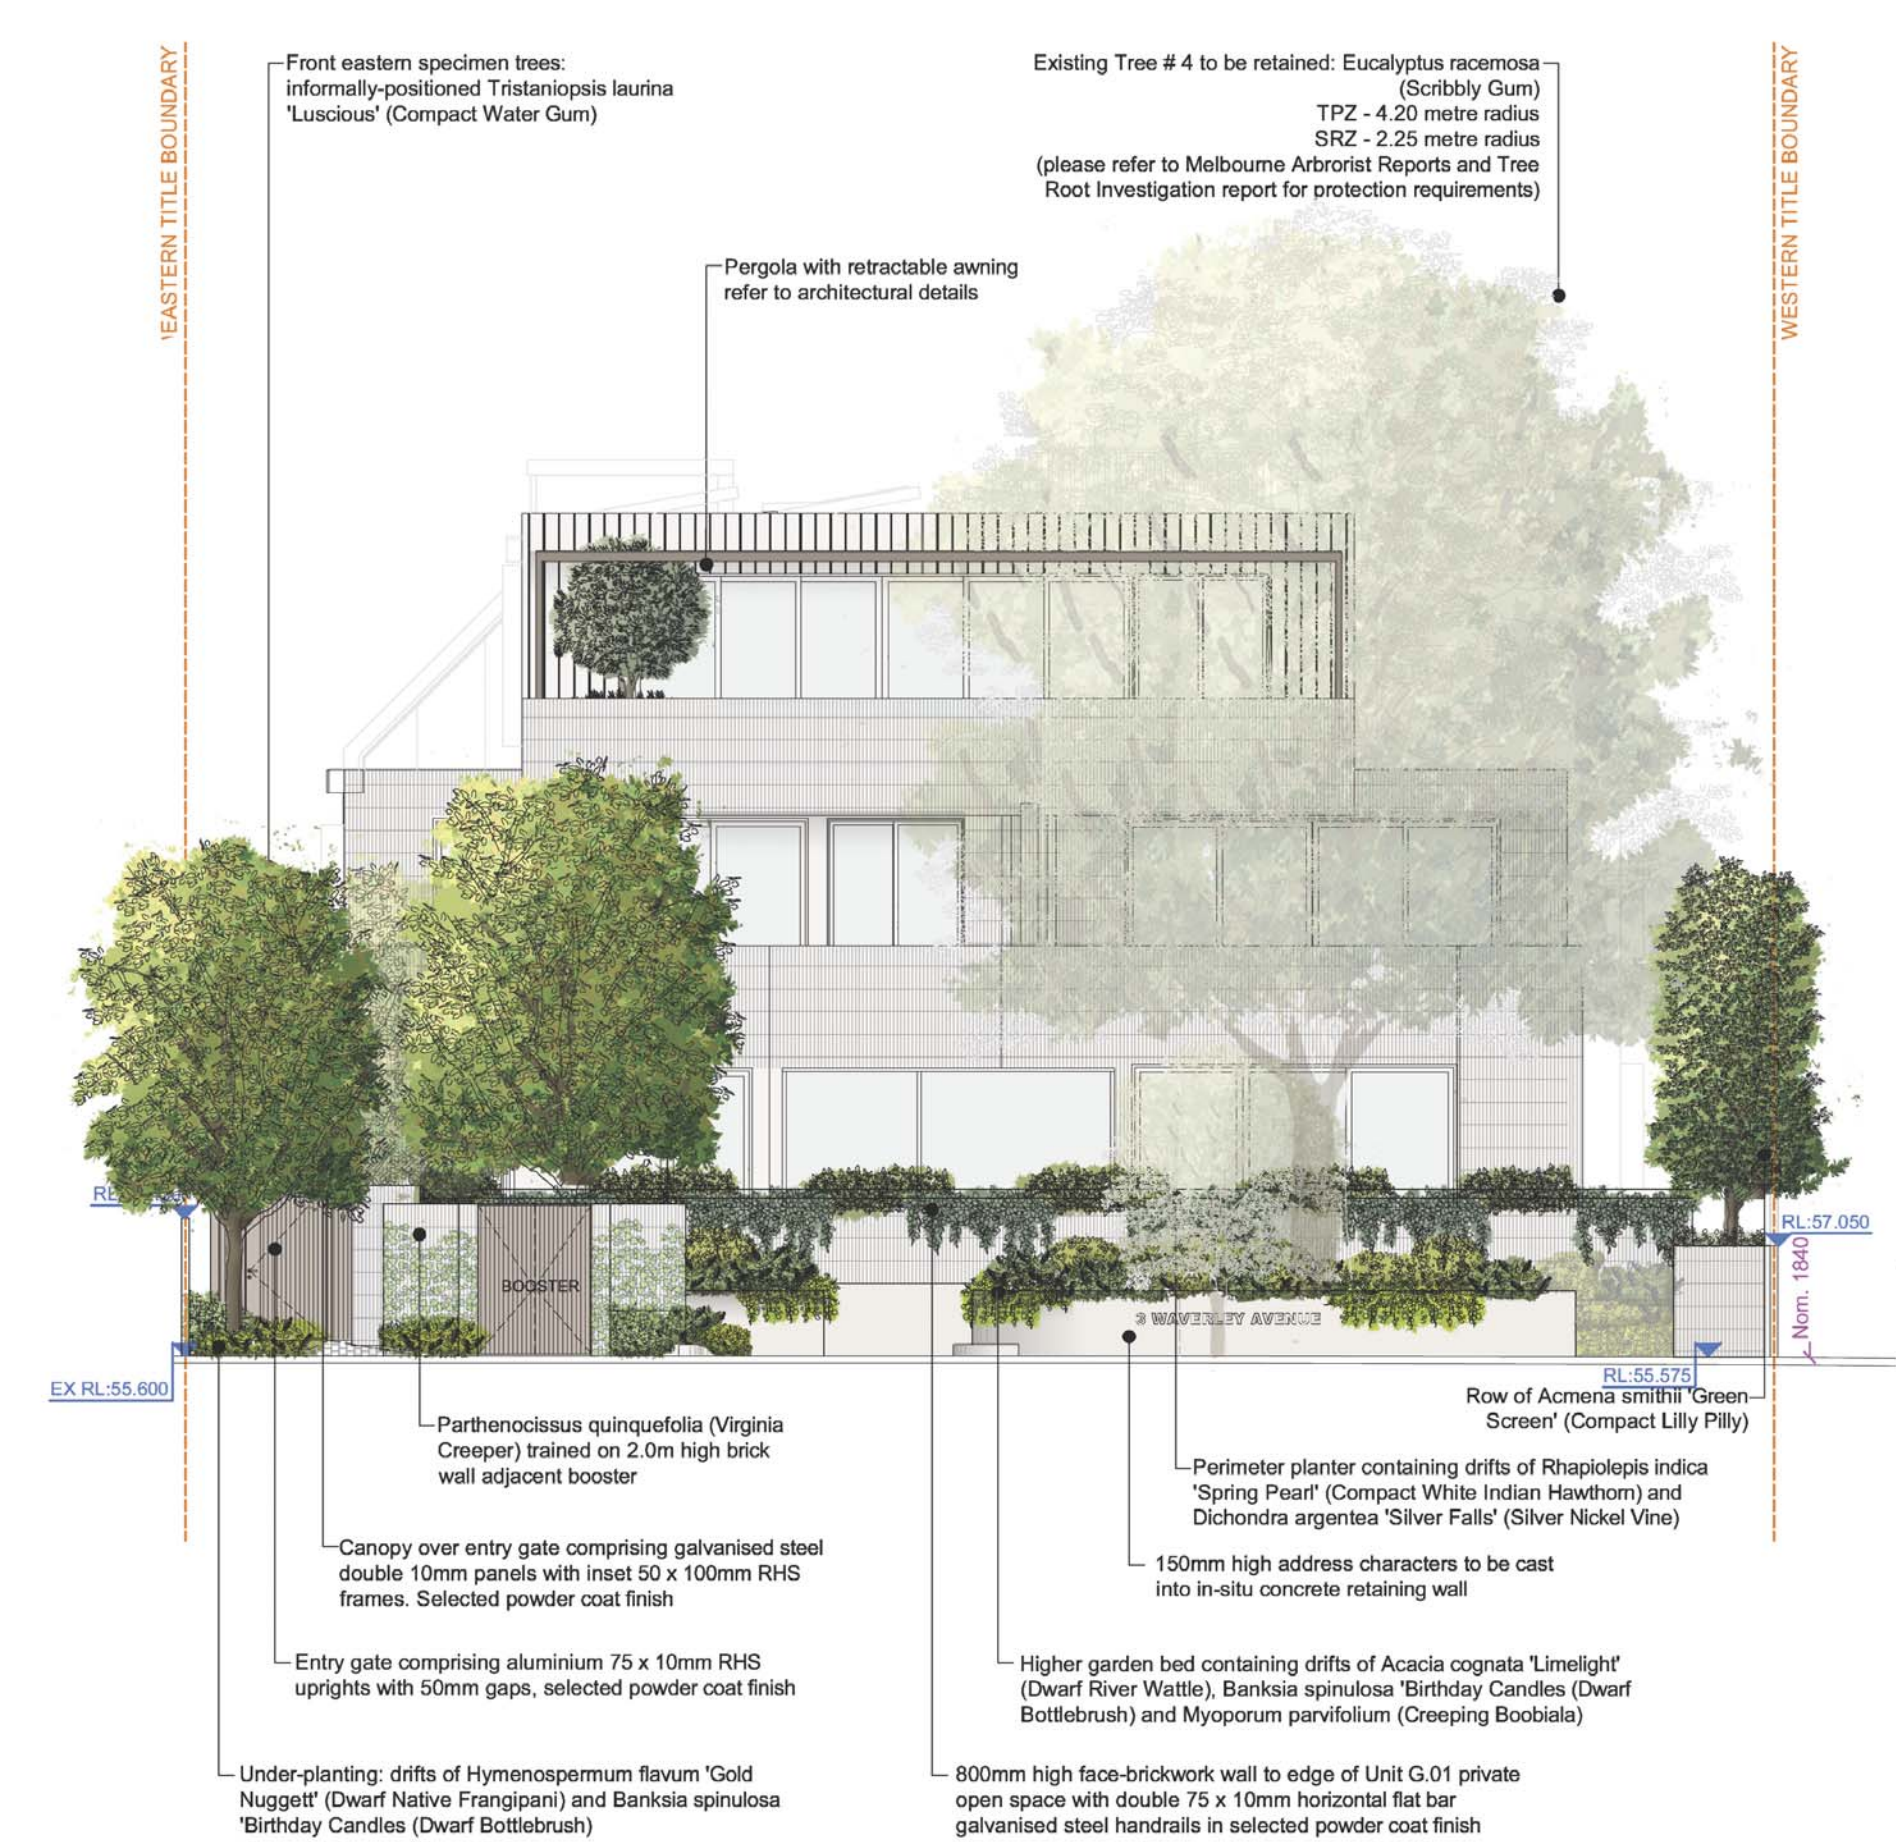 Front eastern specimen trees:
informally-positioned Tristaniopsis laurina
'Luscious' (Compact Water Gum)
Existing Tree # 4 to be retained: Eucalyptus racemosa
(Scribbly Gum)
TPZ - 4.20 metre radius
SRZ - 2.25 metre radius
(please refer to Melbourne Arbrorist Reports and Tree
Root Investigation report for protection requirements)
EASTERN TITLE BOUNDARY
WESTERN TITLE BOUNDARY
Pergola with retractable awning
refer to architectural details
RL
RL:57.050
Nom. 1840
BOOSTER
3 WAVERLEY AVENUE
EX RL:55.600
RL:55.575
Row of Acmena smithii 'Green
Screen' (Compact Lilly Pilly)
Parthenocissus quinquefolia (Virginia
Creeper) trained on 2.0m high brick
wall adjacent booster
Perimeter planter containing drifts of Rhapiolepis indica
'Spring Pearl' (Compact White Indian Hawthorn) and
Dichondra argentea 'Silver Falls' (Silver Nickel Vine)
Canopy over entry gate comprising galvanised steel
double 10mm panels with inset 50 x 100mm RHS
frames. Selected powder coat finish
150mm high address characters to be cast
into in-situ concrete retaining wall
Entry gate comprising aluminium 75 x 10mm RHS
uprights with 50mm gaps, selected powder coat finish
Higher garden bed containing drifts of Acacia cognata 'Limelight'
(Dwarf River Wattle), Banksia spinulosa 'Birthday Candles (Dwarf
Bottlebrush) and Myoporum parvifolium (Creeping Boobiala)
Under-planting: drifts of Hymenospermum flavum 'Gold
Nuggett' (Dwarf Native Frangipani) and Banksia spinulosa
'Birthday Candles (Dwarf Bottlebrush)
800mm high face-brickwork wall to edge of Unit G.01 private
open space with double 75 x 10mm horizontal flat bar
galvanised steel handrails in selected powder coat finish